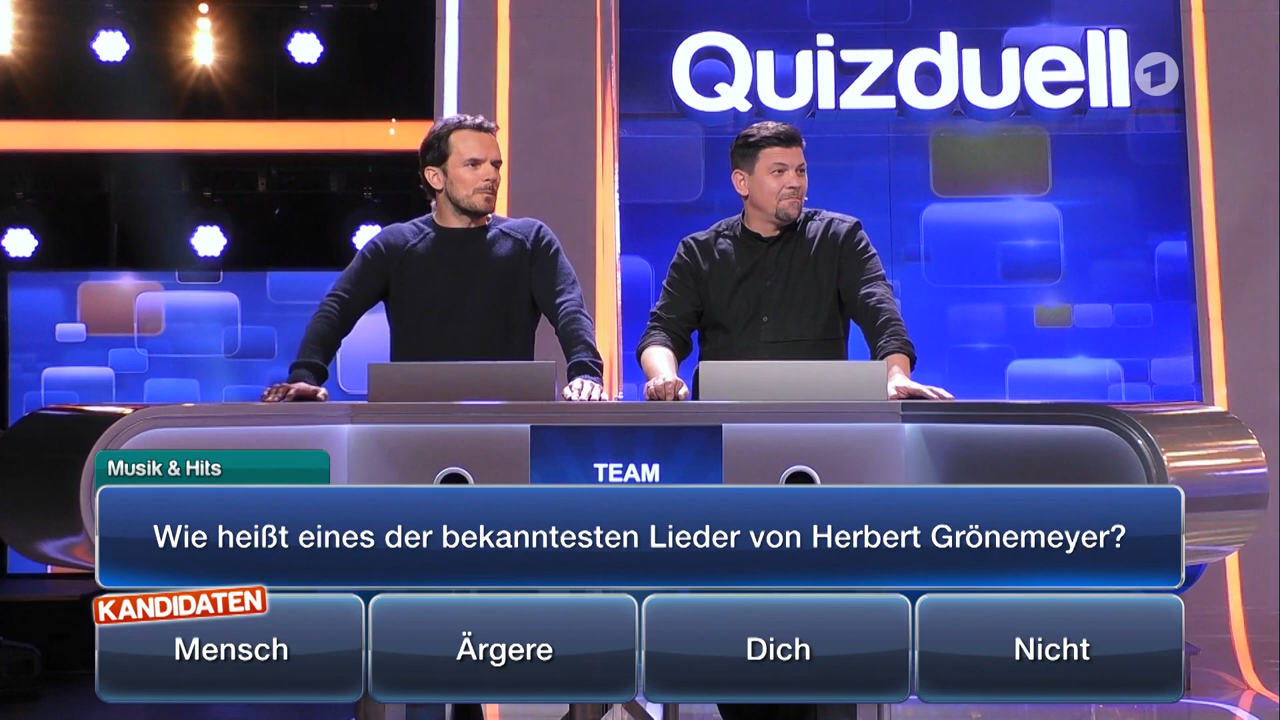 Quizduell 1
Musik & Hits
TEAM
Wie heißt eines der bekanntesten Lieder von Herbert Grönemeyer?
KANDIDATEN
Mensch
Ärgere
Dich
Nicht